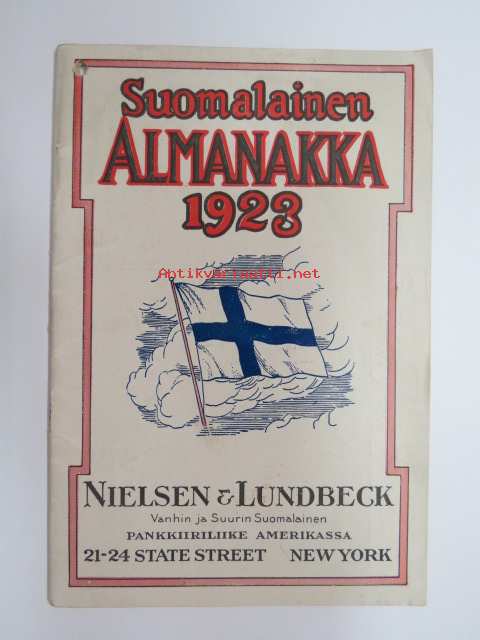 Suomalainen
ALMANAKKA
1923
Antikvariaatti.net
NIELSEN & LUNDBECK
Vanhin ja Suurin Suomalainen
PANKKIIRILIIKE AMERIKASSA
21-24 STATE STREET NEW YORK